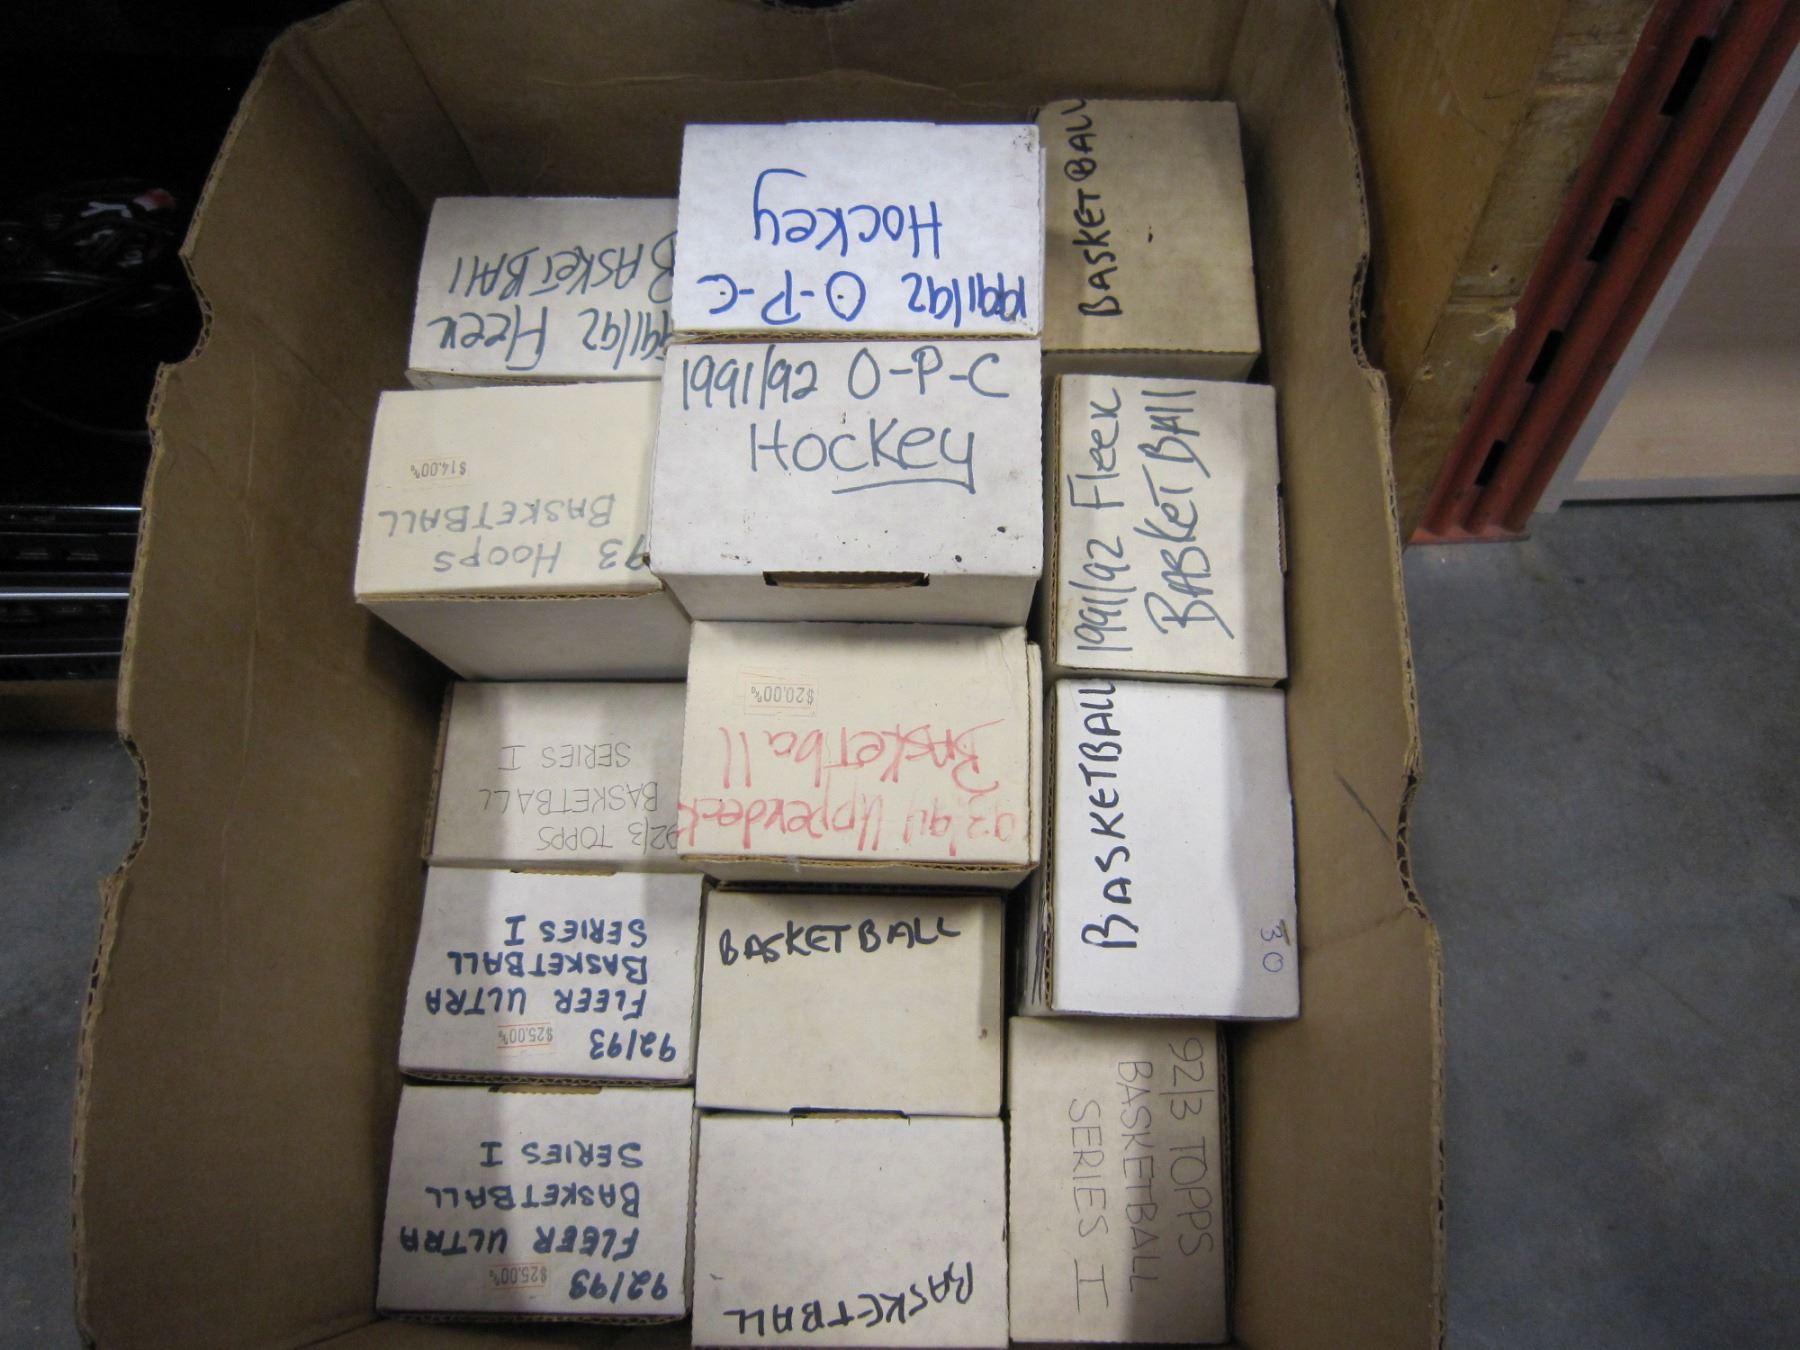 1991/92 Fleer
Basketball
Basketball
1991/92 O-P-C
Hockey
BASKETBALL
1991/92 O-P-C
Hockey
93 Hoops
BASKETBALL
$14.00
1991/92 Fleer
BASKETBALL
92/3 TOPPS
BASKETBALL
SERIES I
93/94 Upperdeck
Basketball
$20.00
BASKETBALL
30
92/93
$25.00
FLEER ULTRA
BASKETBALL
SERIES I
BASKETBALL
92/93
$25.00
FLEER ULTRA
BASKETBALL
SERIES I
BASKETBALL
92/3 TOPPS
BASKETBALL
SERIES I